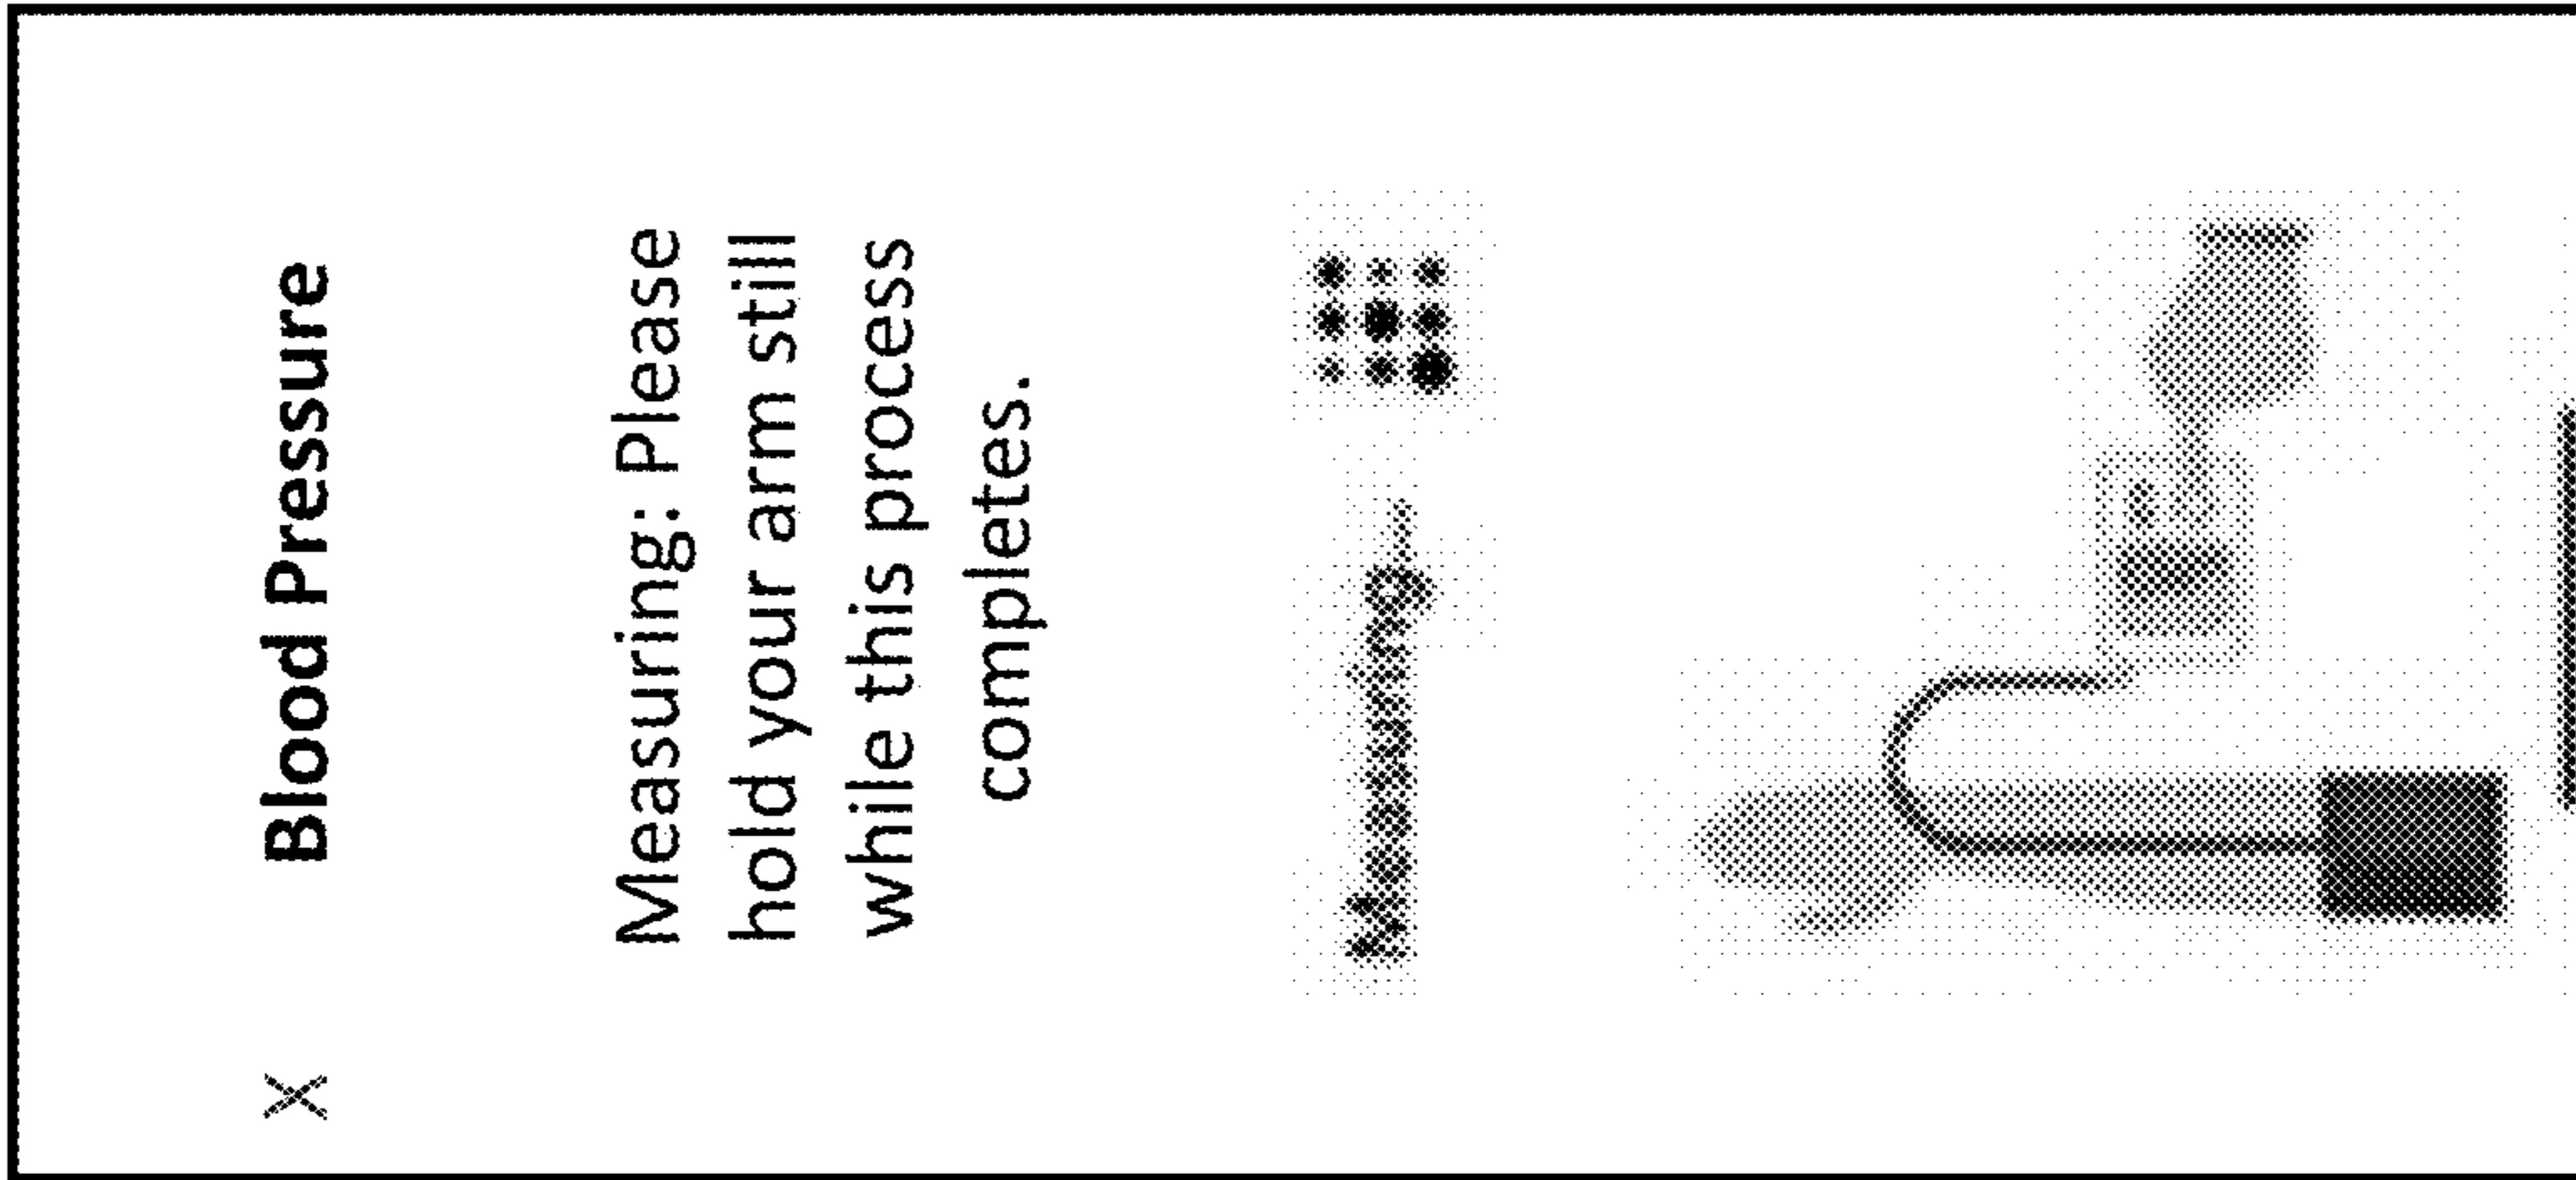 X Blood Pressure
Measuring: Please
hold your arm still
while this process
completes.